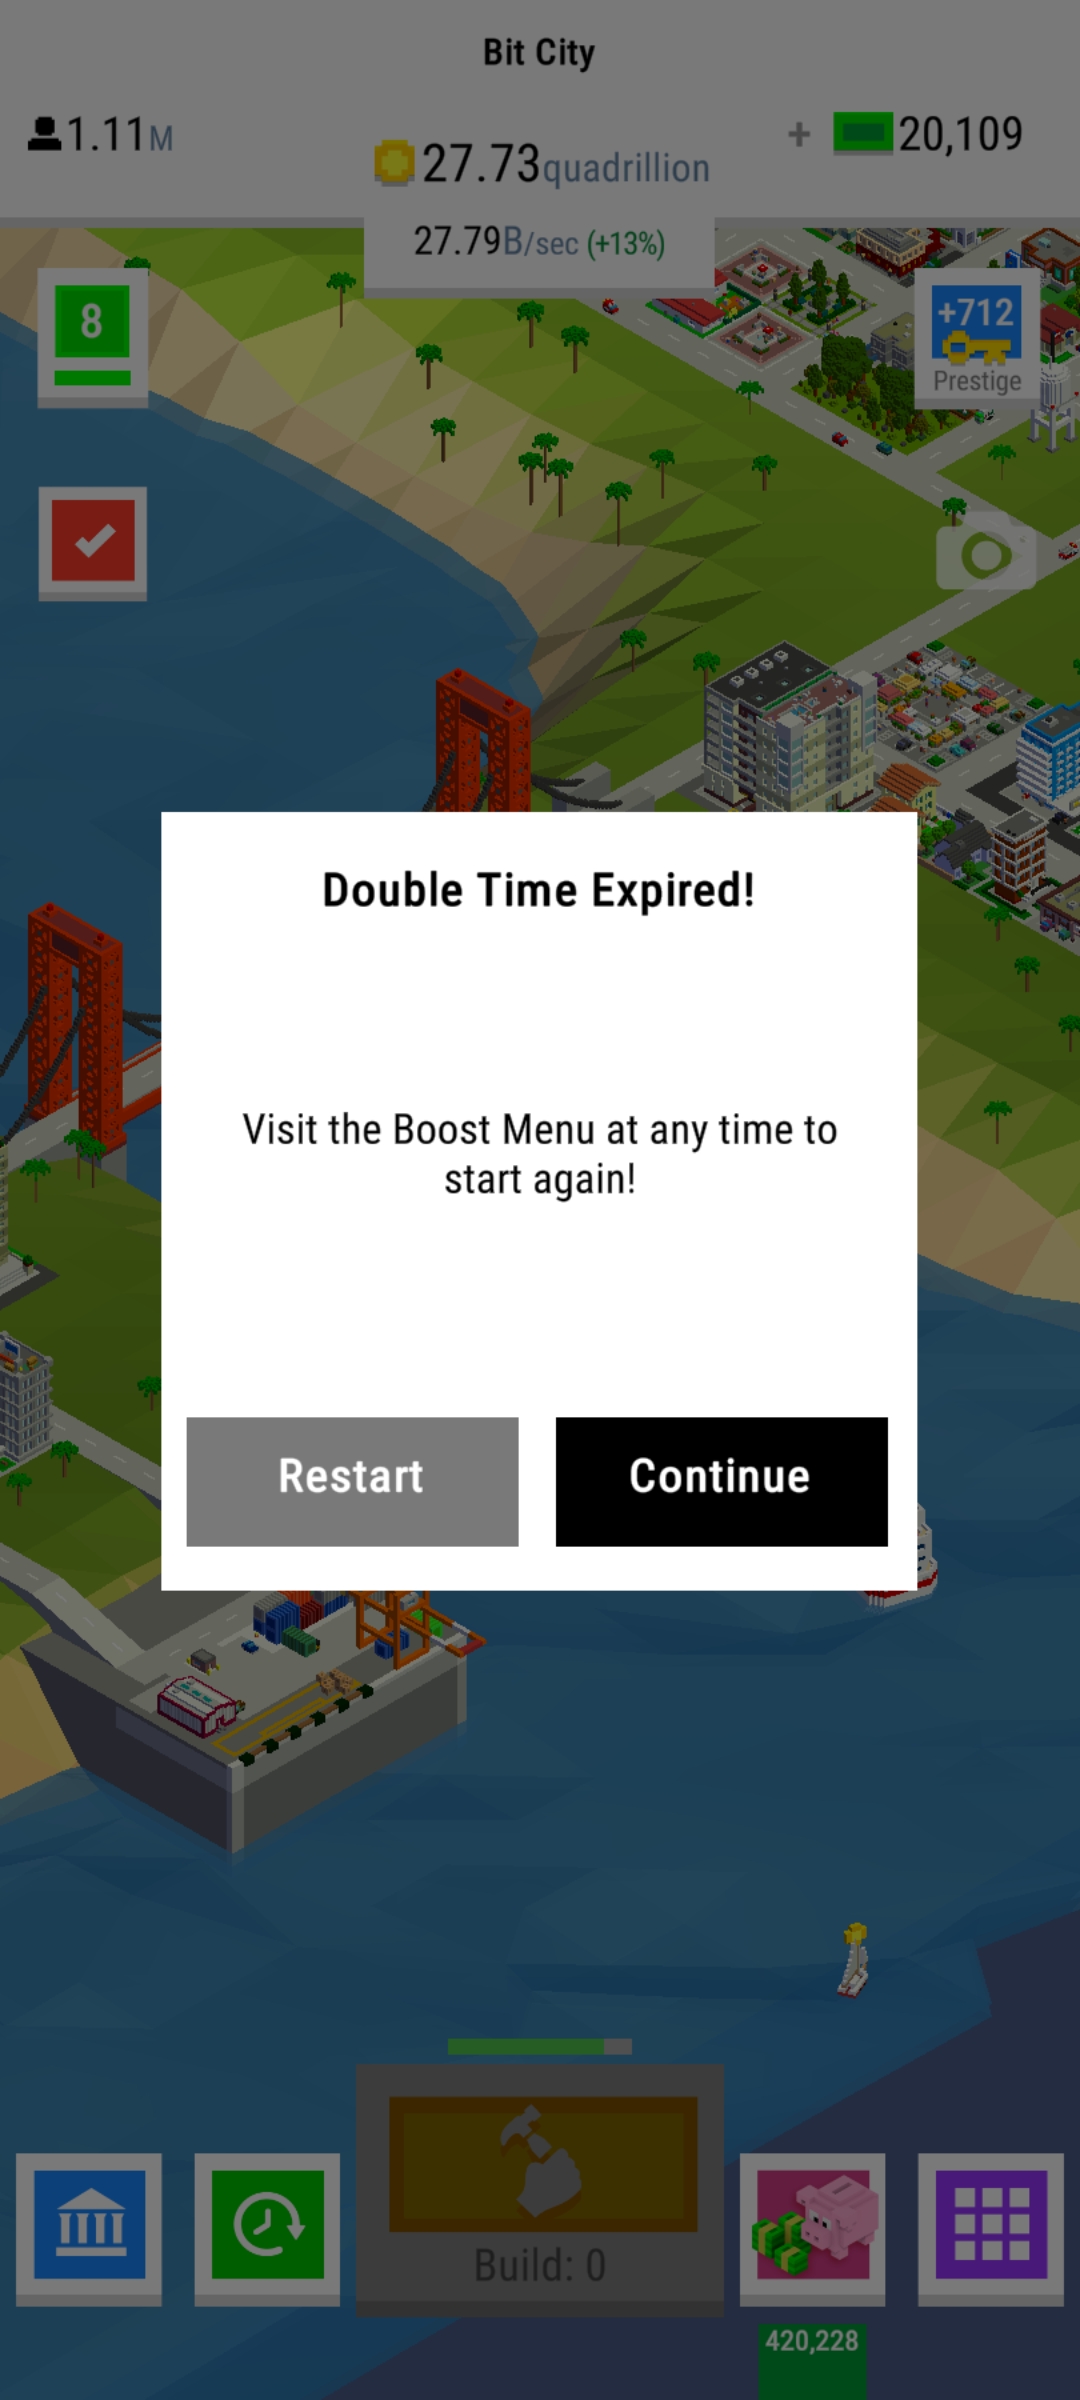 Bit City
1.11M
27.73quadrillion
+ 20,109
27.79B/sec (+13%)
8
+712
Prestige
Double Time Expired!
Visit the Boost Menu at any time to
start again!
Restart
Continue
Build: 0
420,228